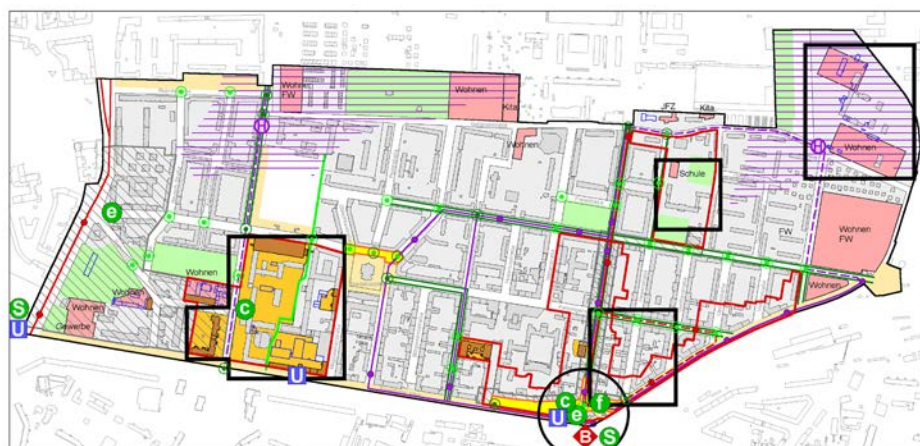 Wohnen
FW
Wohnen
Kita
H
JFZ
Kita
H
Wohnen
Wohnen
Schule
e
FW
Wohnen
FW
Wohnen
Wohnen
Wohnen
Wohnen
S
U
Gewerbe
c
U
c
f
e
U
B
S